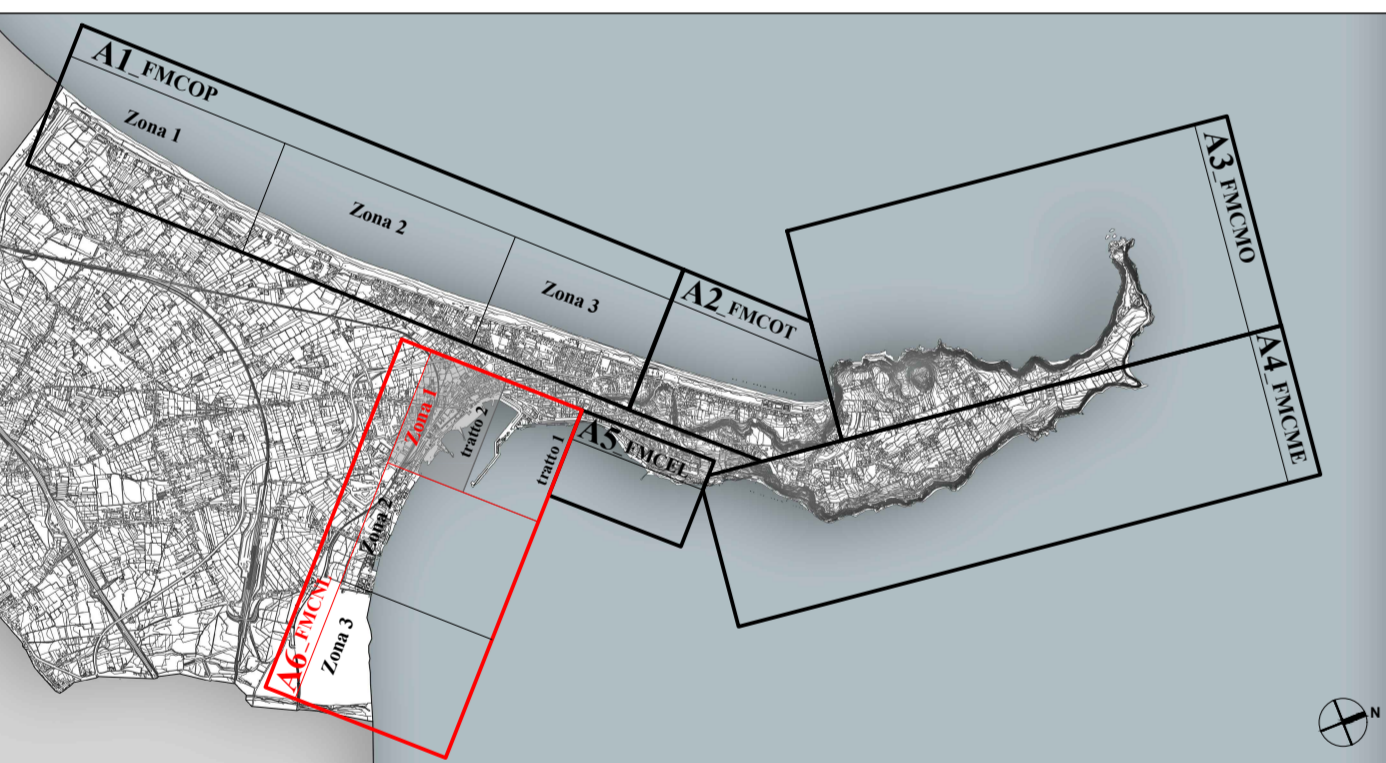 A1_FMCOP
Zona 1
Zona 2
Zona 3
A2_FMCOT
A3_FMCMO
A4_FMCME
A5_FMCEL
A6_FMCNL
Zona 1
tratto 2
tratto 1
Zona 2
Zona 3
N